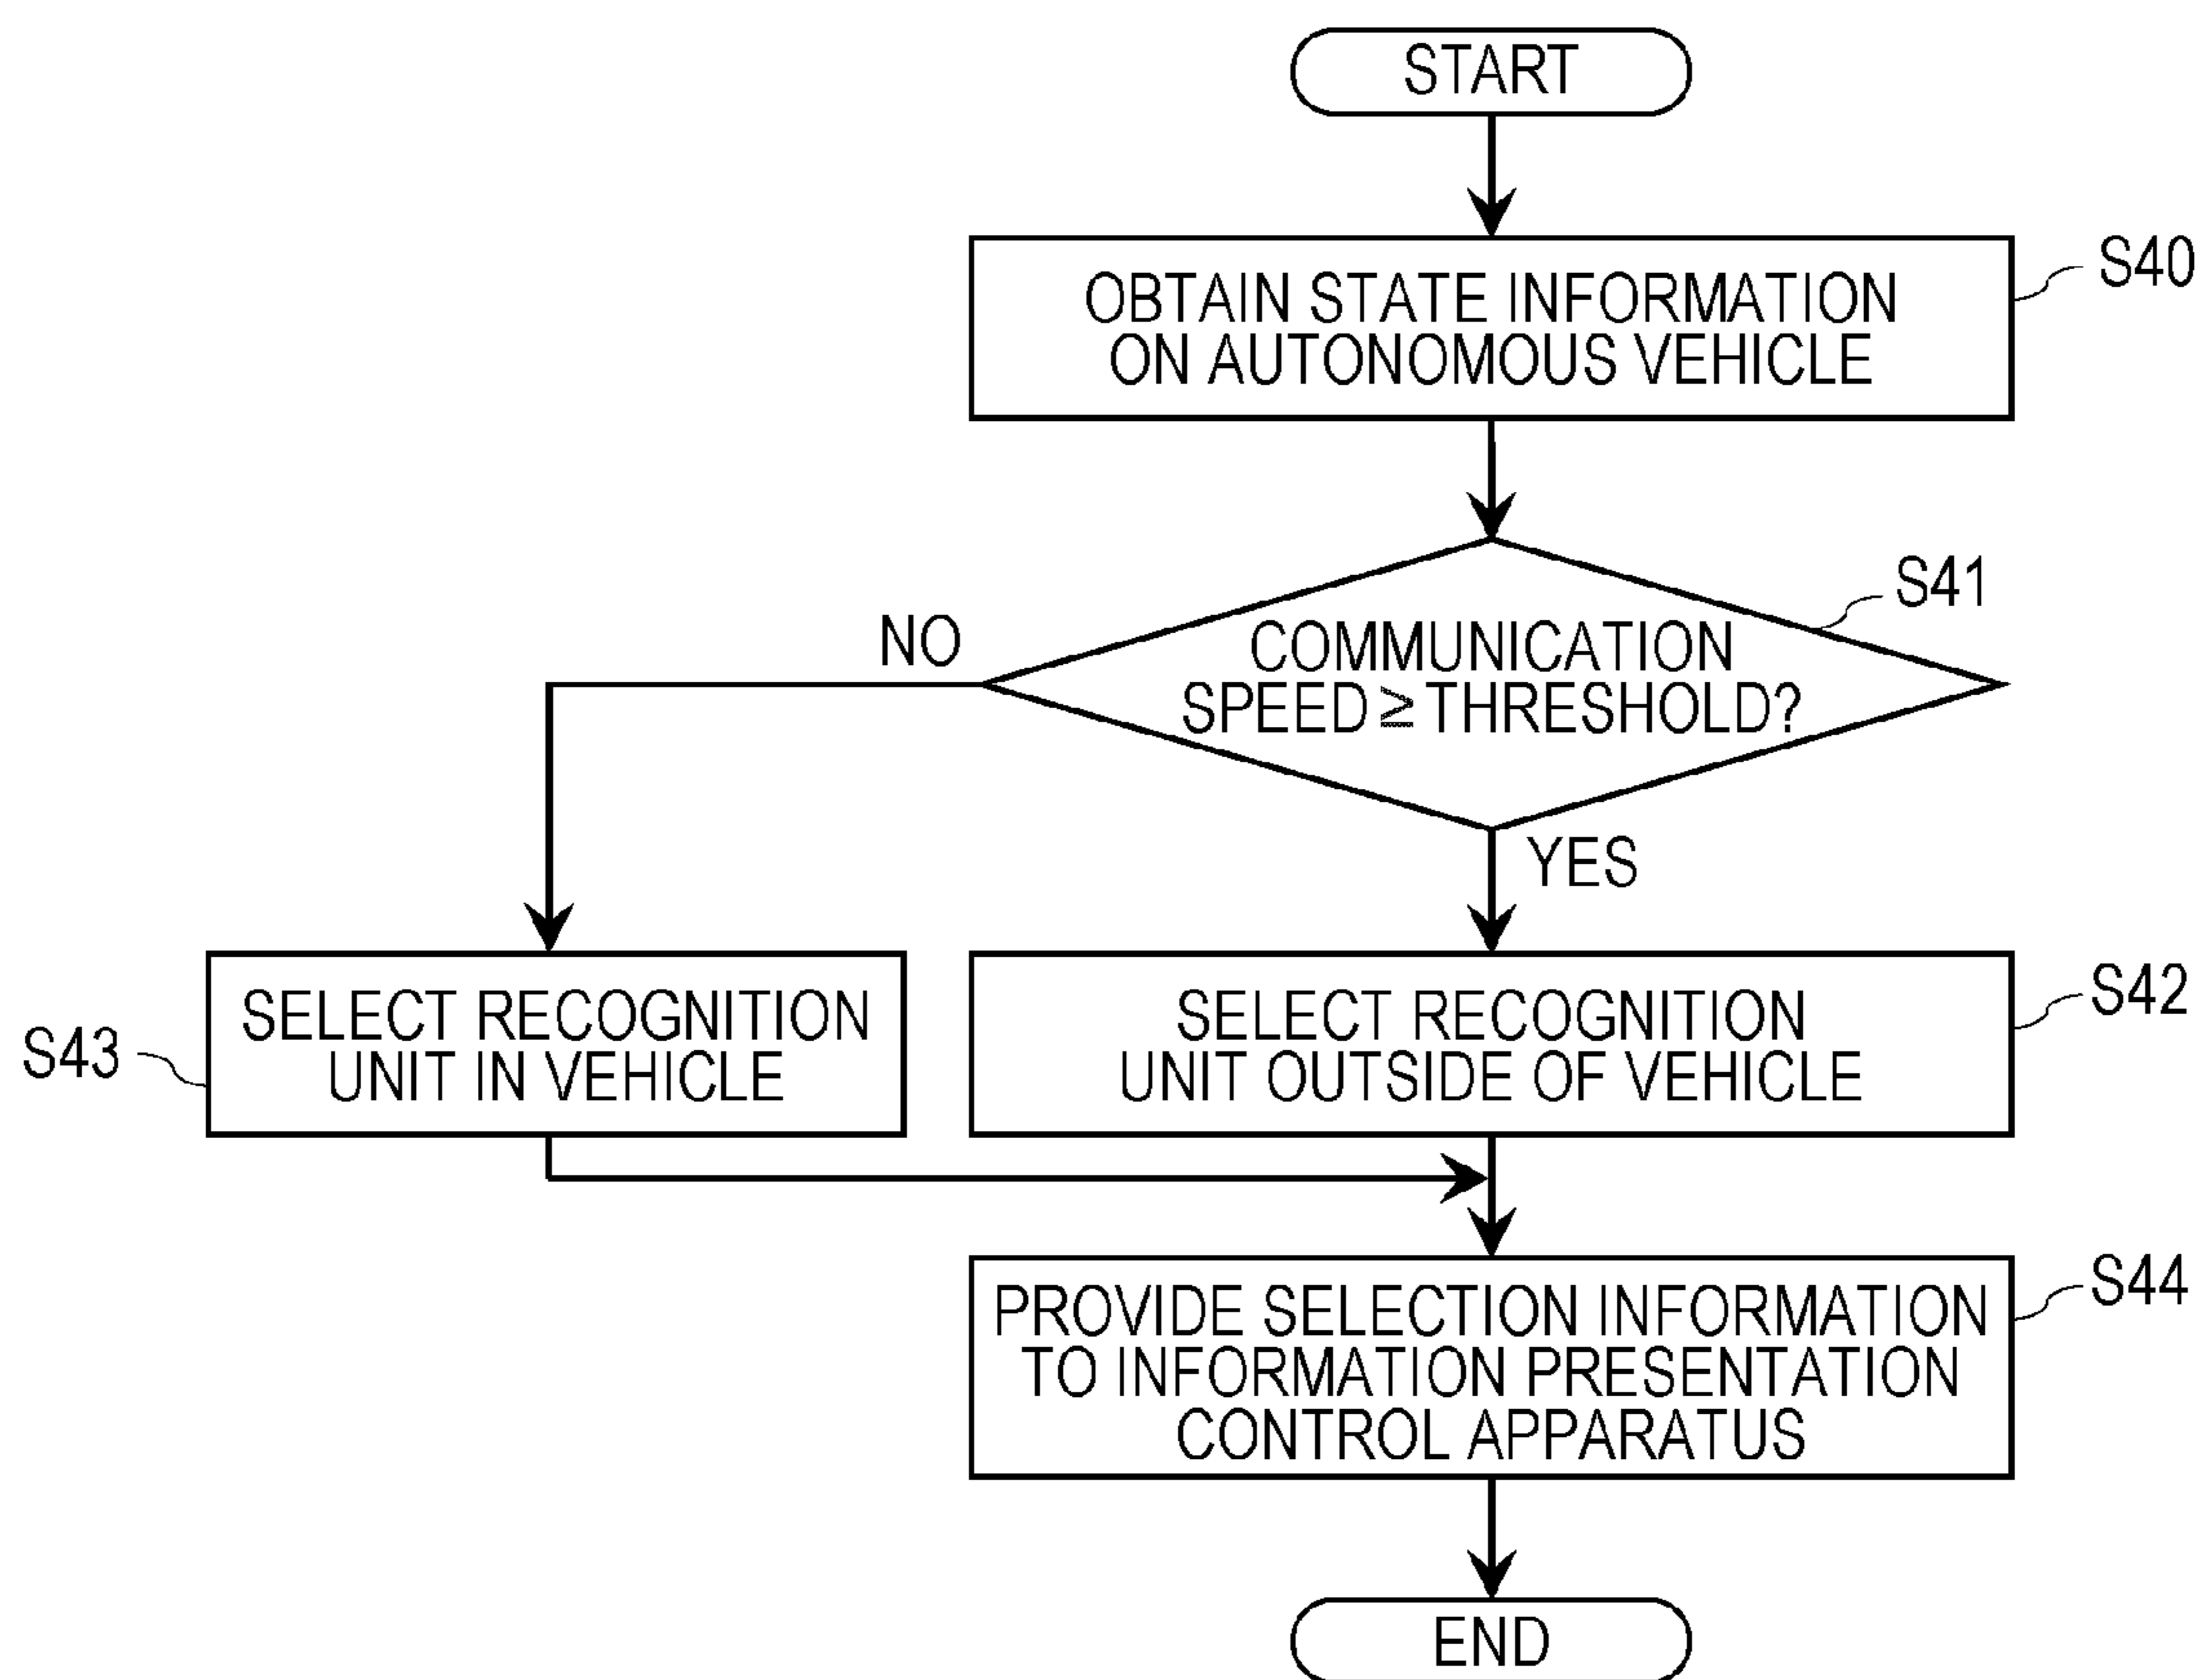 START
OBTAIN STATE INFORMATION
ON AUTONOMOUS VEHICLE
S40
COMMUNICATION
SPEED ≧ THRESHOLD?
S41
NO
YES
SELECT RECOGNITION
UNIT IN VEHICLE
S43
SELECT RECOGNITION
UNIT OUTSIDE OF VEHICLE
S42
PROVIDE SELECTION INFORMATION
TO INFORMATION PRESENTATION
CONTROL APPARATUS
S44
END